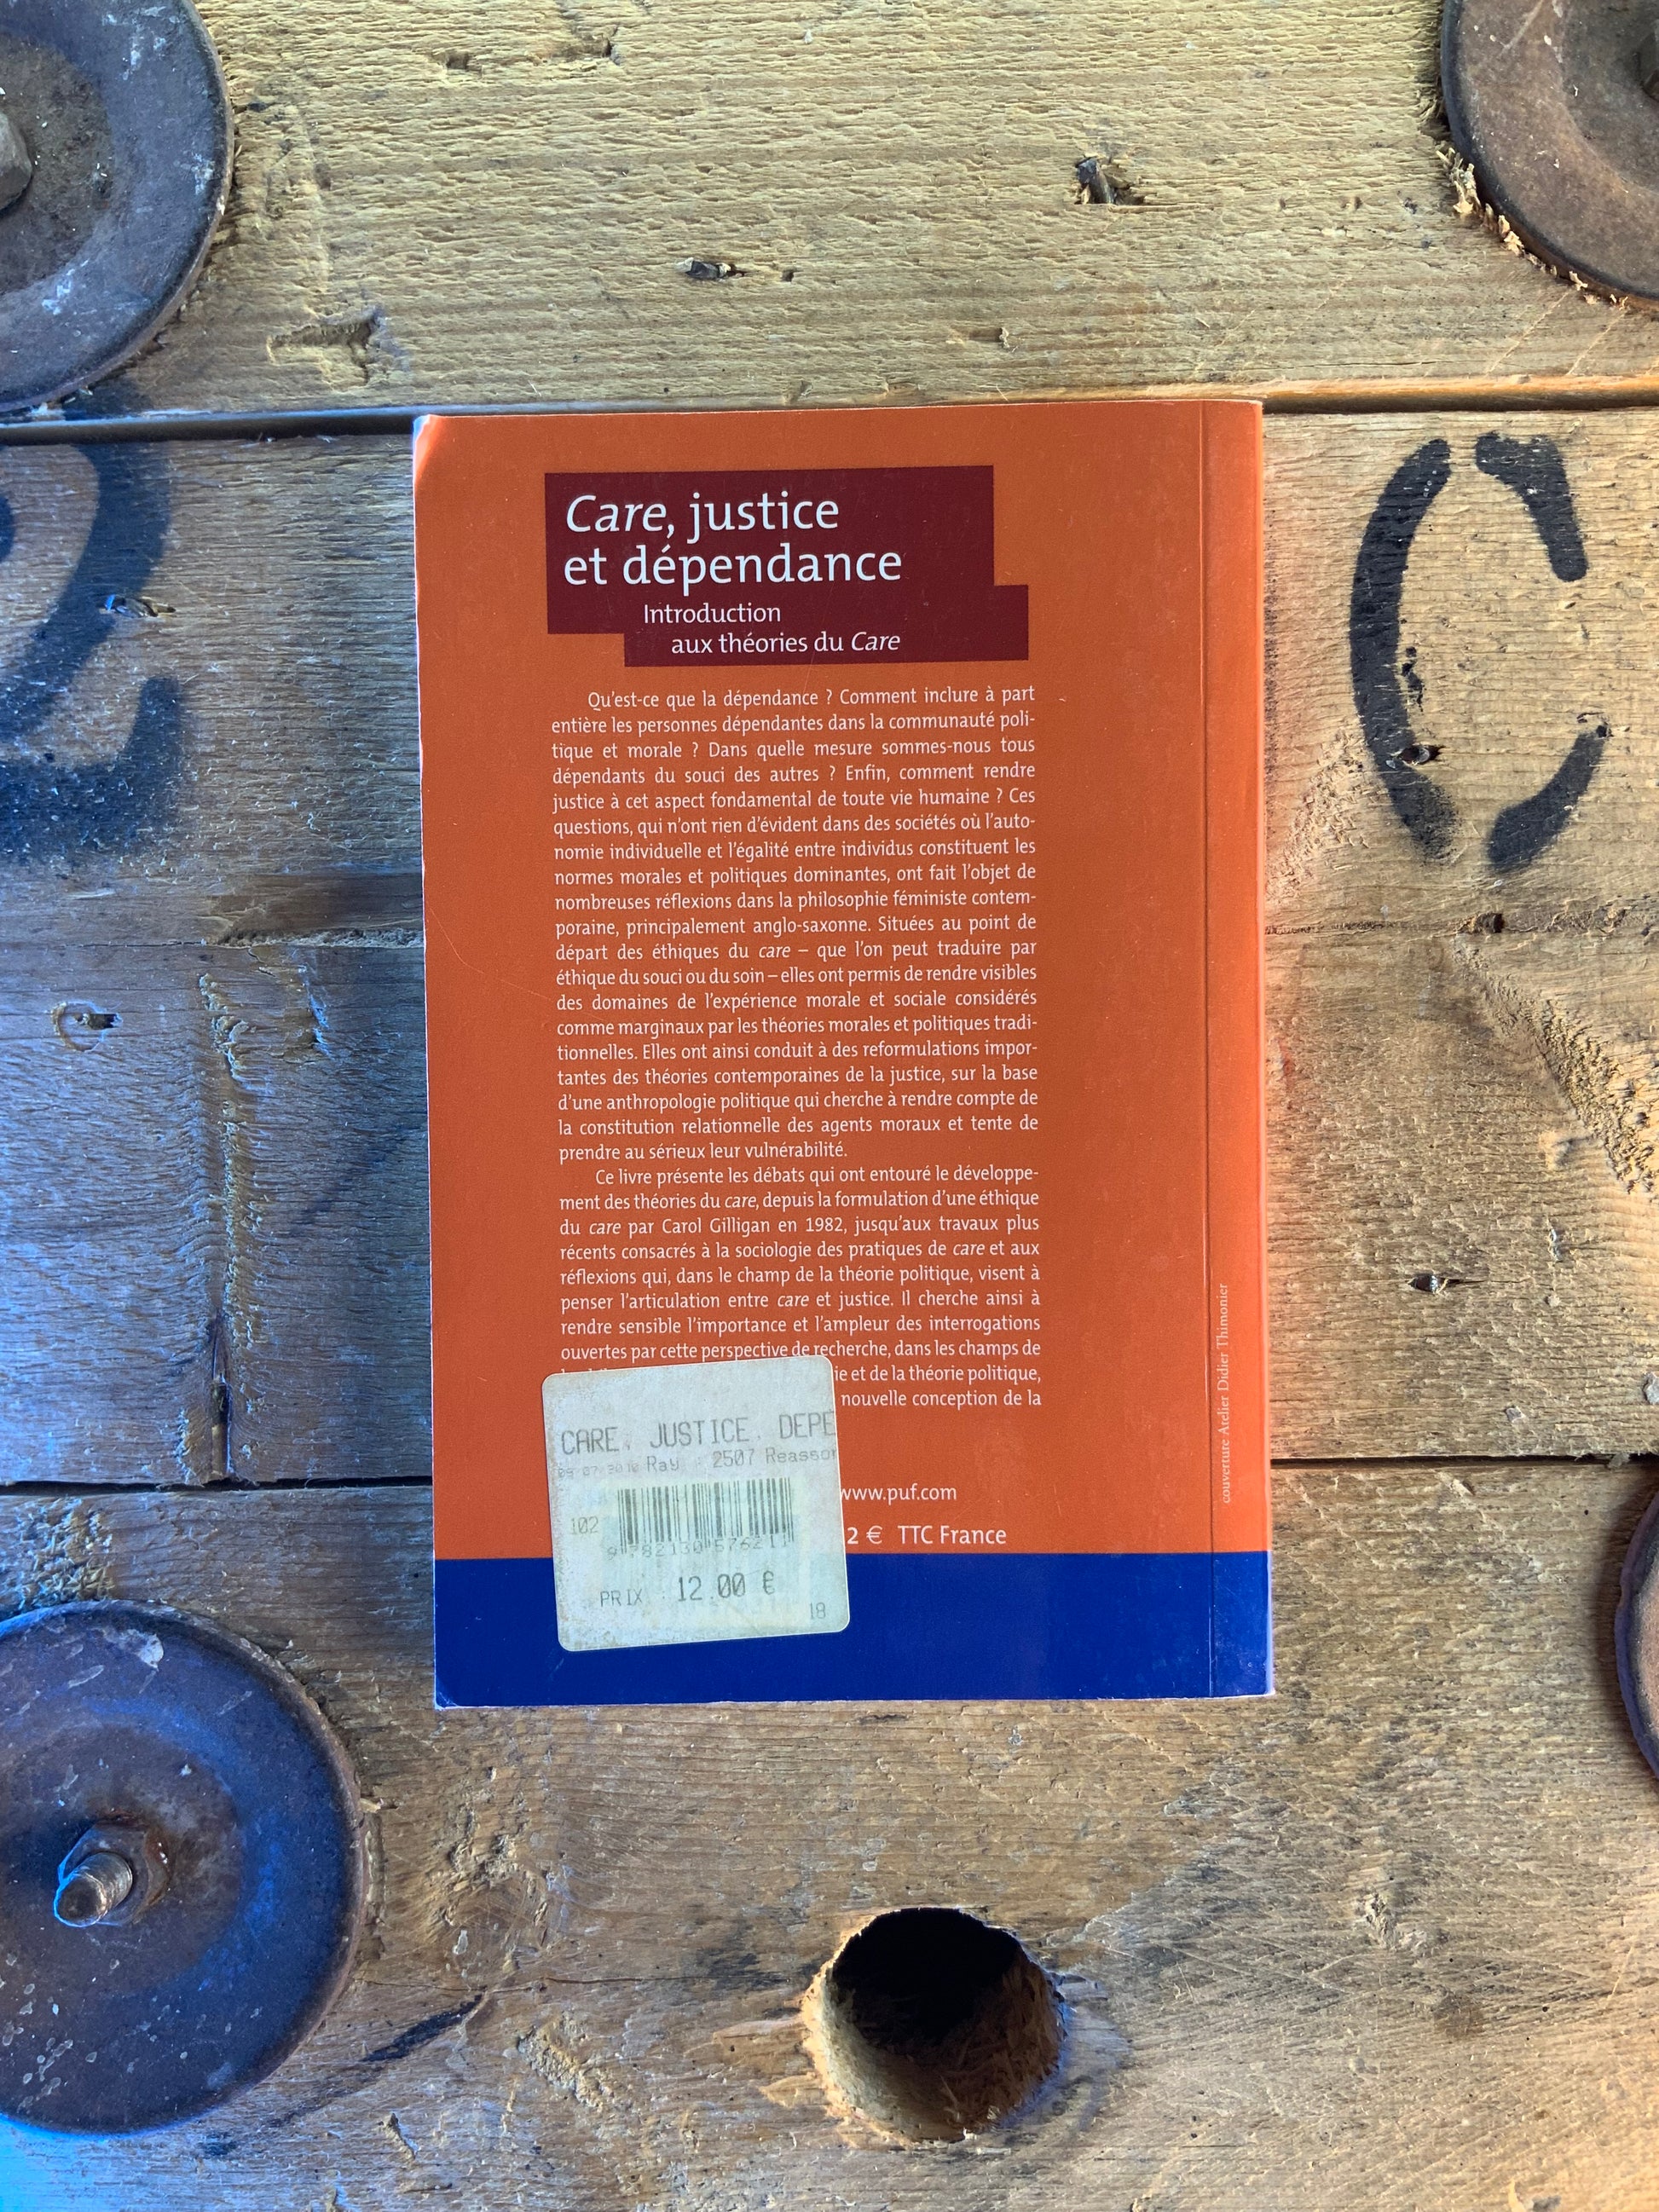 Care, justice
et dépendance
Introduction
aux théories du Care
Qu'est-ce que la dépendance ? Comment inclure à part
entière les personnes dépendantes dans la communauté poli-
tique et morale ? Dans quelle mesure sommes-nous tous
dépendants du souci des autres ? Enfin, comment rendre
justice à cet aspect fondamental de toute vie humaine ? Ces
questions, qui n'ont rien d'évident dans des sociétés où l'auto-
nomie individuelle et l'égalité entre individus constituent les
normes morales et politiques dominantes, ont fait l'objet de
nombreuses réflexions dans la philosophie féministe contem-
poraine, principalement anglo-saxonne. Situées au point de
départ des éthiques du care – que l'on peut traduire par
éthique du souci ou du soin – elles ont permis de rendre visibles
des domaines de l'expérience morale et sociale considérés
comme marginaux par les théories morales et politiques tradi-
tionnelles. Elles ont ainsi conduit à des reformulations impor-
tantes des théories contemporaines de la justice, sur la base
d'une anthropologie politique qui cherche à rendre compte de
la constitution relationnelle des agents moraux et tente de
prendre au sérieux leur vulnérabilité.
Ce livre présente les débats qui ont entouré le développe-
ment des théories du care, depuis la formulation d'une éthique
du care par Carol Gilligan en 1982, jusqu'aux travaux plus
récents consacrés à la sociologie des pratiques de care et aux
réflexions qui, dans le champ de la théorie politique, visent à
penser l'articulation entre care et justice. Il cherche ainsi à
rendre sensible l'importance et l'ampleur des interrogations
ouvertes par cette perspective de recherche, dans les champs de
ie et de la théorie politique,
nouvelle conception de la
www.puf.com
2 € TTC France
CARE, JUSTICE, DEPE
Ray : 2507 Reassor
102
9 782130 576211
PRIX : 12.00 €
18
couverture Atelier Didier Thimonier
C